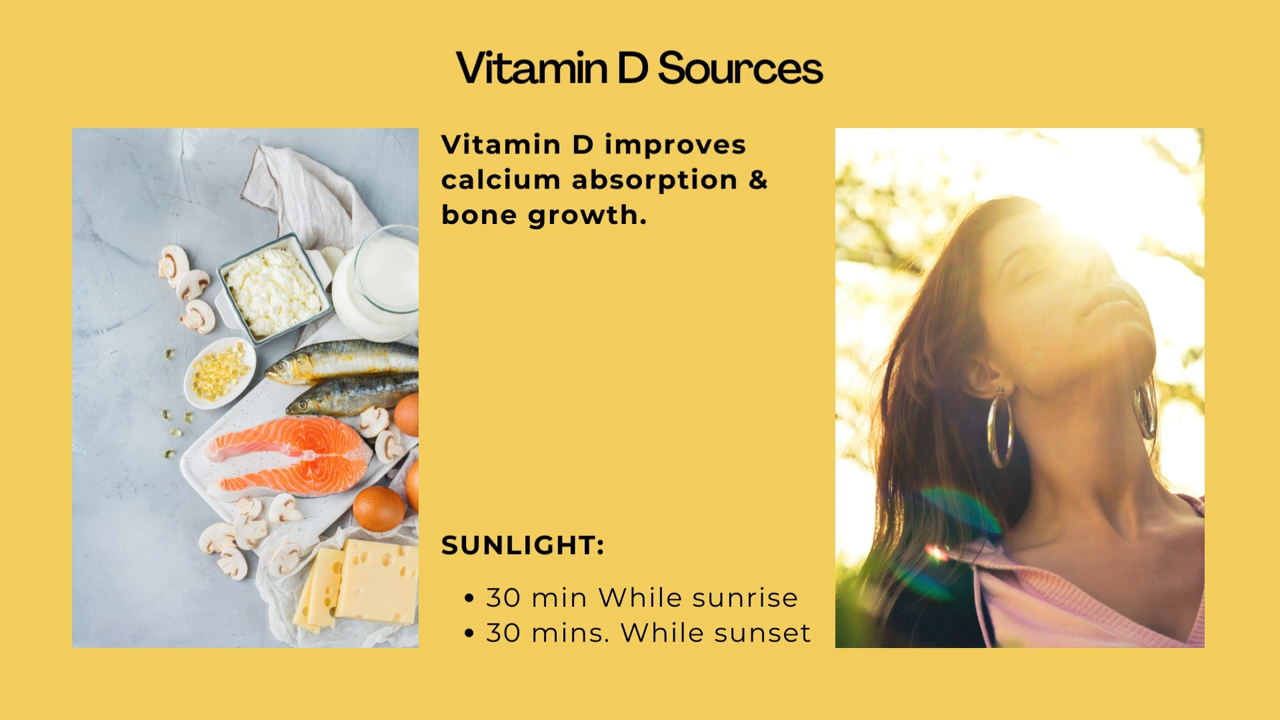 Vitamin D Sources
Vitamin D improves
calcium absorption &
bone growth.
SUNLIGHT:
• 30 min While sunrise
• 30 mins. While sunset